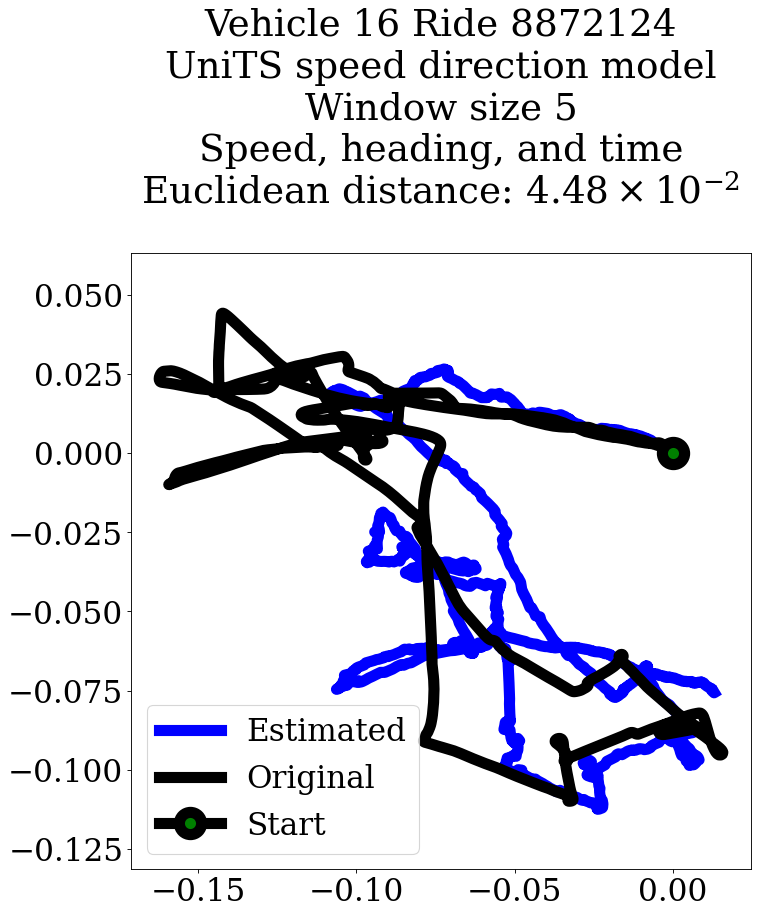 Vehicle 16 Ride 8872124
UniTS speed direction model
Window size 5
Speed, heading, and time
Euclidean distance: 4.48 × 10⁻²
0.050
0.025
0.000
−0.025
−0.050
−0.075
−0.100
−0.125
Estimated
Original
Start
−0.15
−0.10
−0.05
0.00